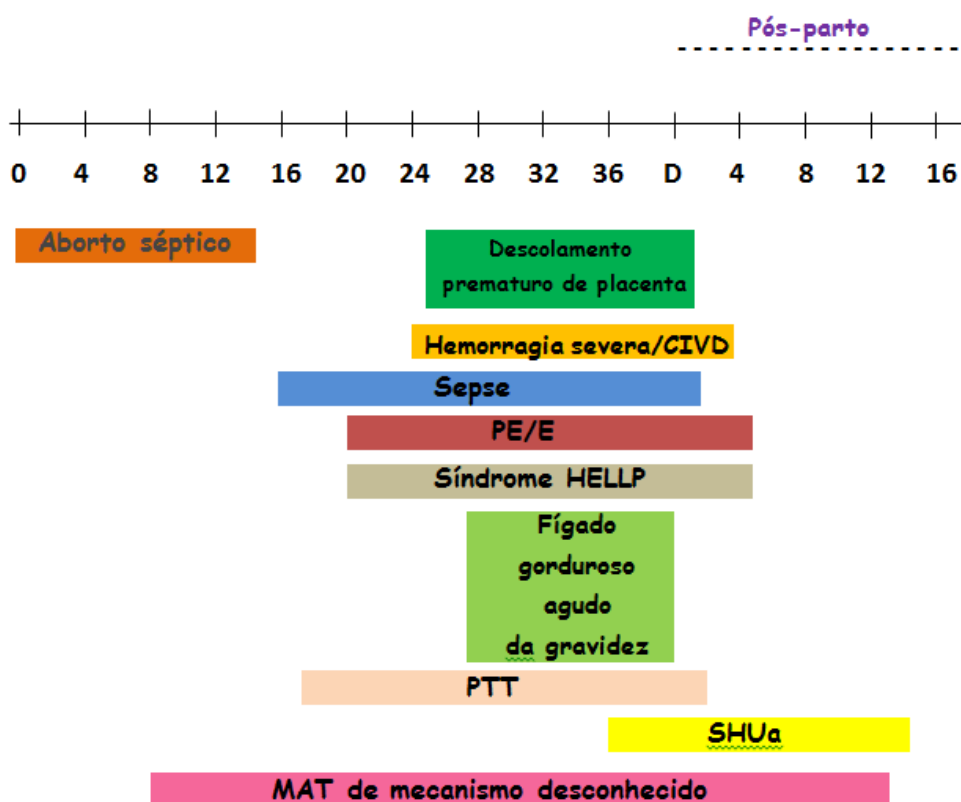 Pós-parto
0 4 8 12 16 20 24 28 32 36 D 4 8 12 16
Aborto séptico
Descolamento
prematuro de placenta
Hemorragia severa/CIVD
Sepse
PE/E
Síndrome HELLP
Fígado
gorduroso
agudo
da gravidez
PTT
SHUa
MAT de mecanismo desconhecido